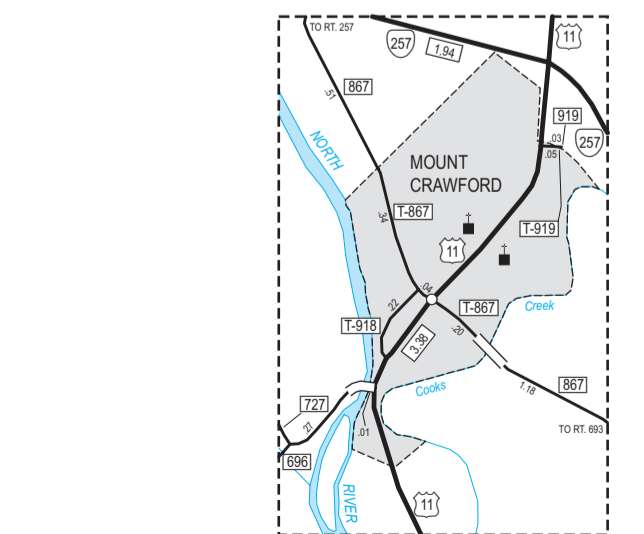 TO RT. 257
257
1.94
11
867
.51
919
.03
257
.05
NORTH
MOUNT
CRAWFORD
T-867
.34
T-919
11
.04
T-867
Creek
.22
T-918
3.38
.20
Cooks
1.18
867
727
.27
.01
TO RT. 693
696
RIVER
11